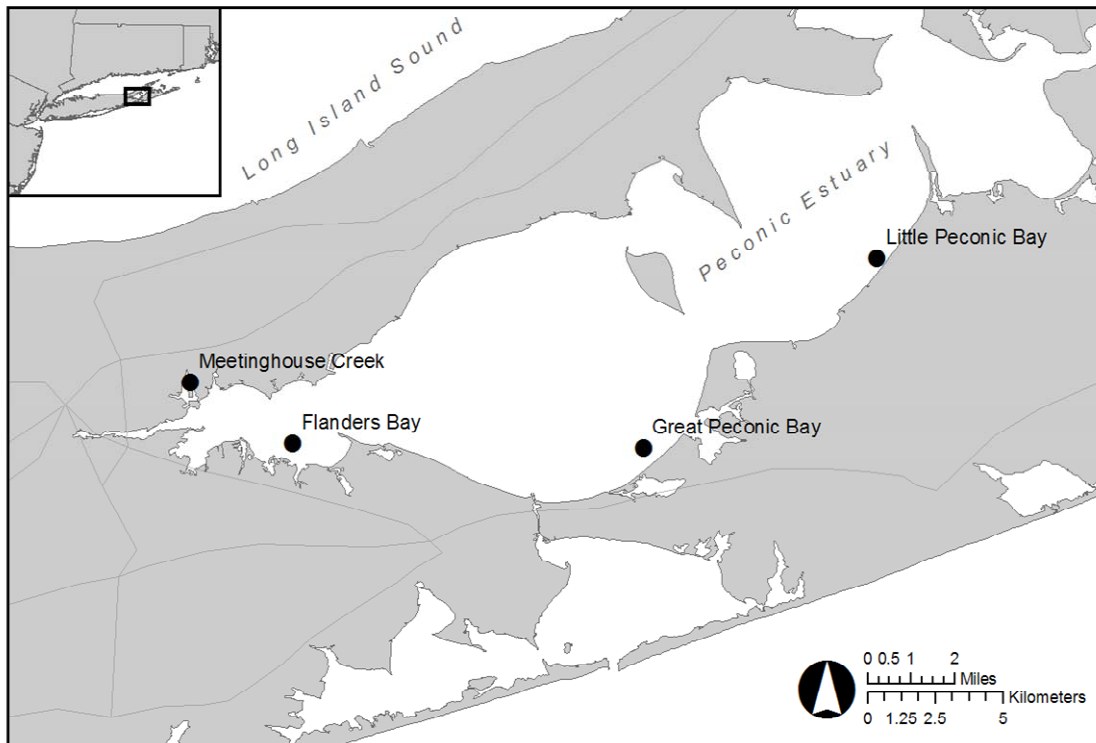 Long Island Sound
Peconic Estuary
Little Peconic Bay
Meetinghouse Creek
Flanders Bay
Great Peconic Bay
0 0.5 1 2
Miles
Kilometers
0 1.25 2.5 5